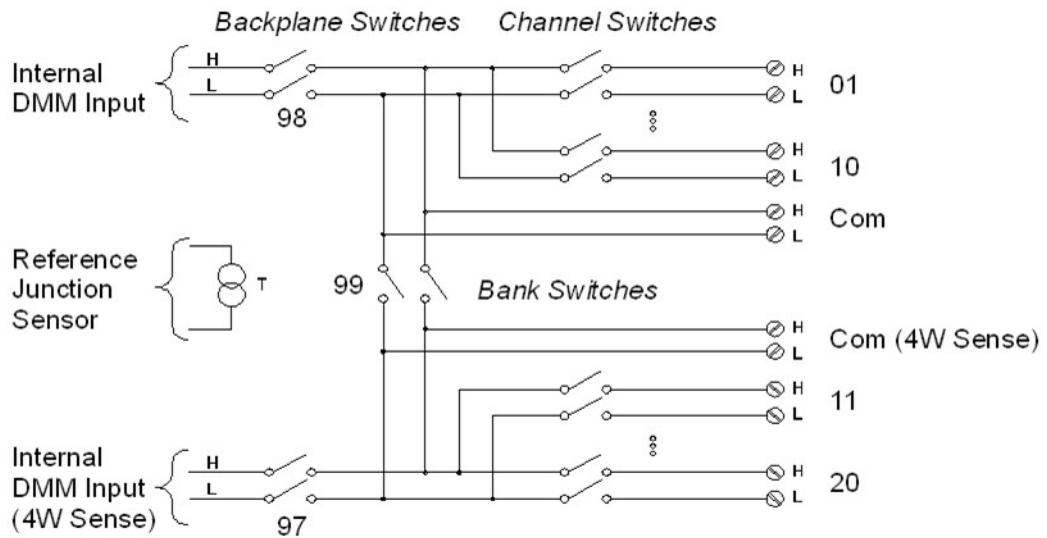 Backplane Switches Channel Switches
Internal
DMM Input
H
L
98
H
L
01
H
L
10
H
L
Com
Reference
Junction
Sensor
T
99
Bank Switches
H
L
Com (4W Sense)
H
L
11
Internal
DMM Input
(4W Sense)
H
L
97
H
L
20